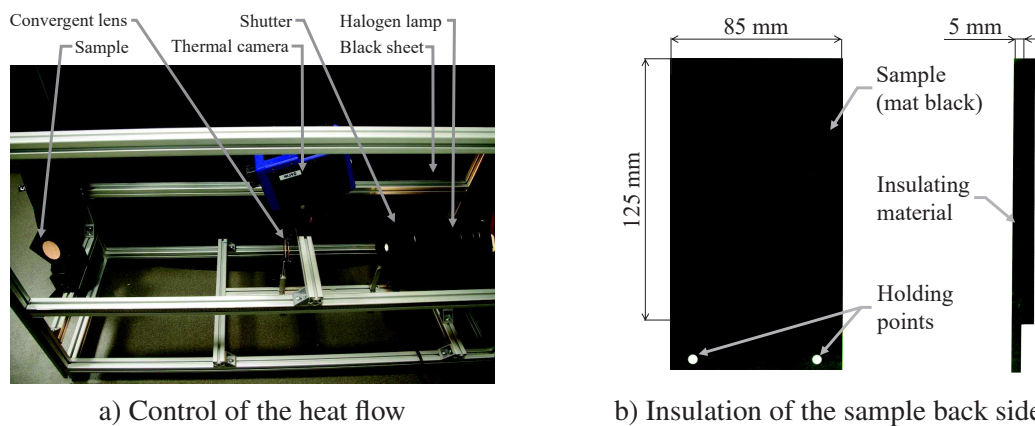 Convergent lens
Shutter
Halogen lamp
Sample
Thermal camera
Black sheet
a) Control of the heat flow
85 mm
5 mm
125 mm
Sample
(mat black)
Insulating
material
Holding
points
b) Insulation of the sample back side